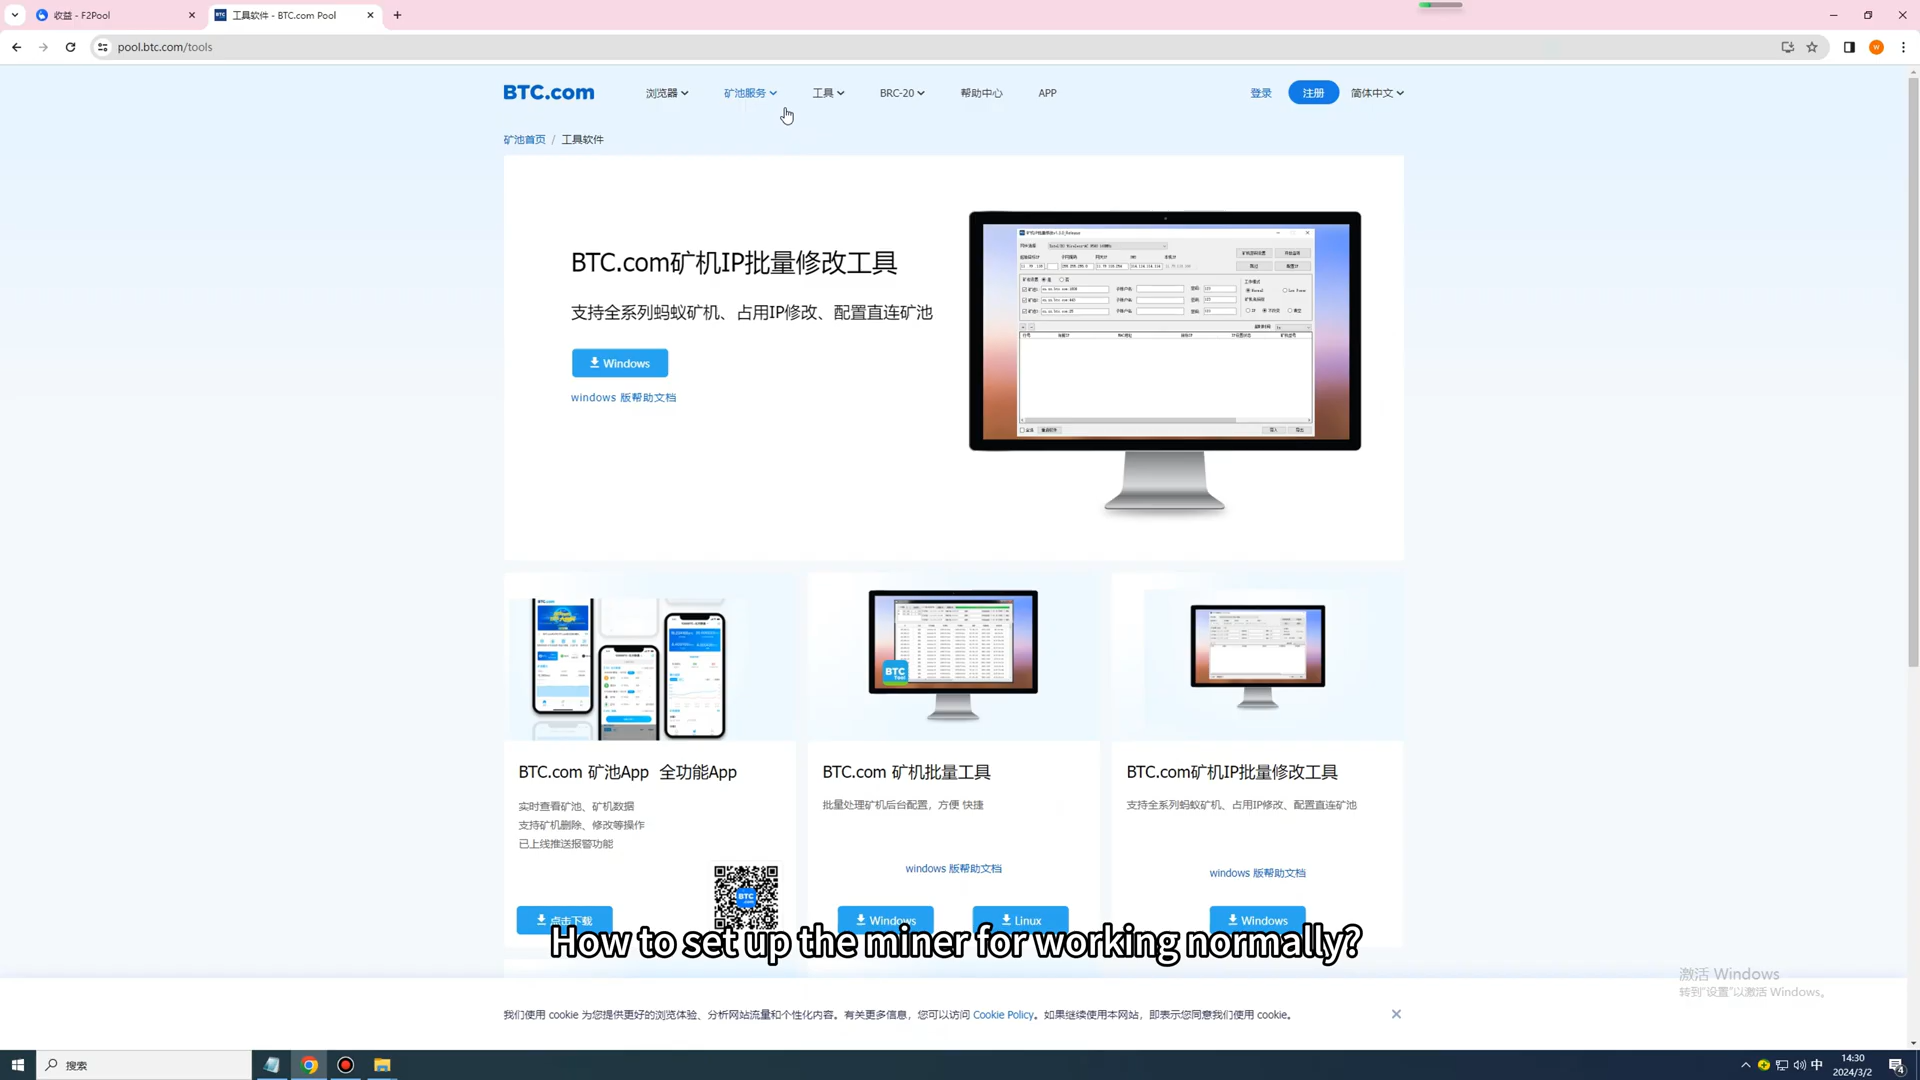 收益 - F2Pool
工具软件 - BTC.com Pool
pool.btc.com/tools
BTC.com
浏览器
矿池服务
工具
BRC-20
帮助中心
APP
登录
注册
简体中文
矿池首页 / 工具软件
BTC.com矿机IP批量修改工具
支持全系列蚂蚁矿机、占用IP修改、配置直连矿池
Windows
windows 版帮助文档
BTC.com 矿池App 全功能App
实时查看矿池、矿机数据
支持矿机删除、修改等操作
已上线推送报警功能
点击下载
BTC.com 矿机批量工具
批量处理矿机后台配置，方便 快捷
windows 版帮助文档
Windows
Linux
BTC.com矿机IP批量修改工具
支持全系列蚂蚁矿机、占用IP修改、配置直连矿池
windows 版帮助文档
Windows
How to set up the miner for working normally?
激活 Windows
转到"设置"以激活 Windows。
我们使用 cookie 为您提供更好的浏览体验、分析网站流量和个性化内容。有关更多信息，您可以访问 Cookie Policy。如果继续使用本网站，即表示您同意我们使用 cookie。
搜索
中
14:30
2024/3/2